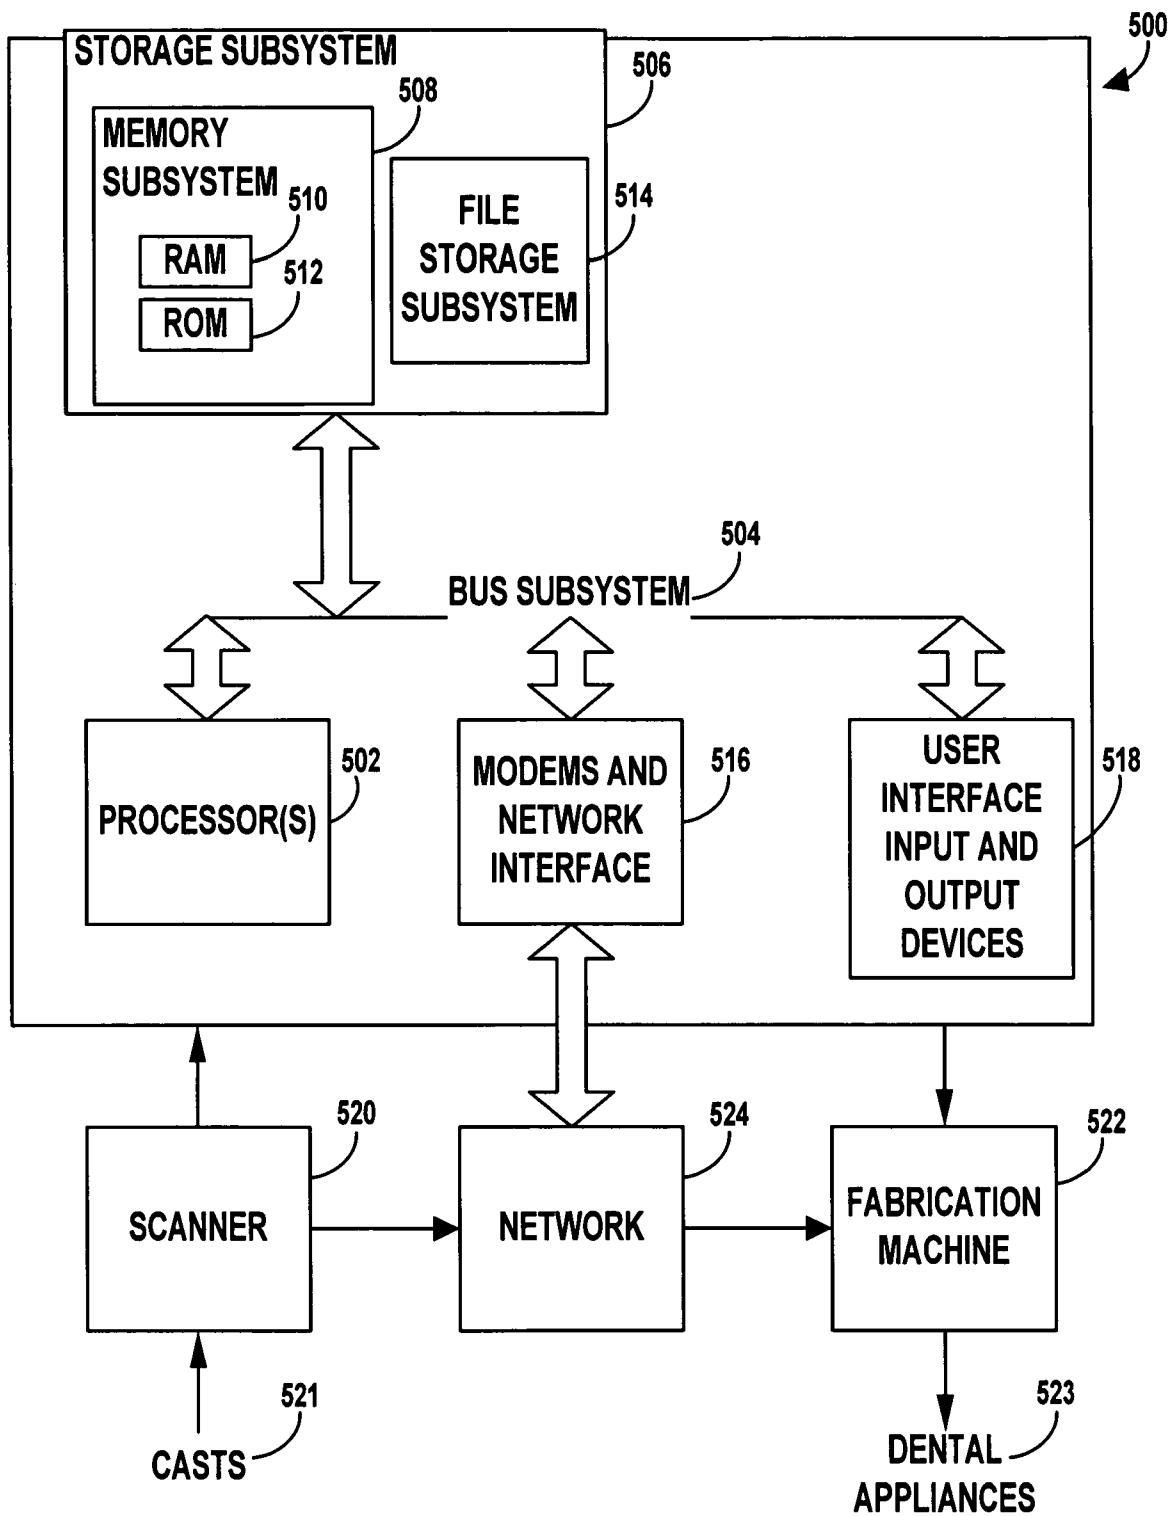 500
STORAGE SUBSYSTEM
506
508
MEMORY
SUBSYSTEM
510
RAM
512
ROM
514
FILE
STORAGE
SUBSYSTEM
504
BUS SUBSYSTEM
502
PROCESSOR(S)
516
MODEMS AND
NETWORK
INTERFACE
518
USER
INTERFACE
INPUT AND
OUTPUT
DEVICES
520
SCANNER
524
NETWORK
522
FABRICATION
MACHINE
521
CASTS
523
DENTAL
APPLIANCES